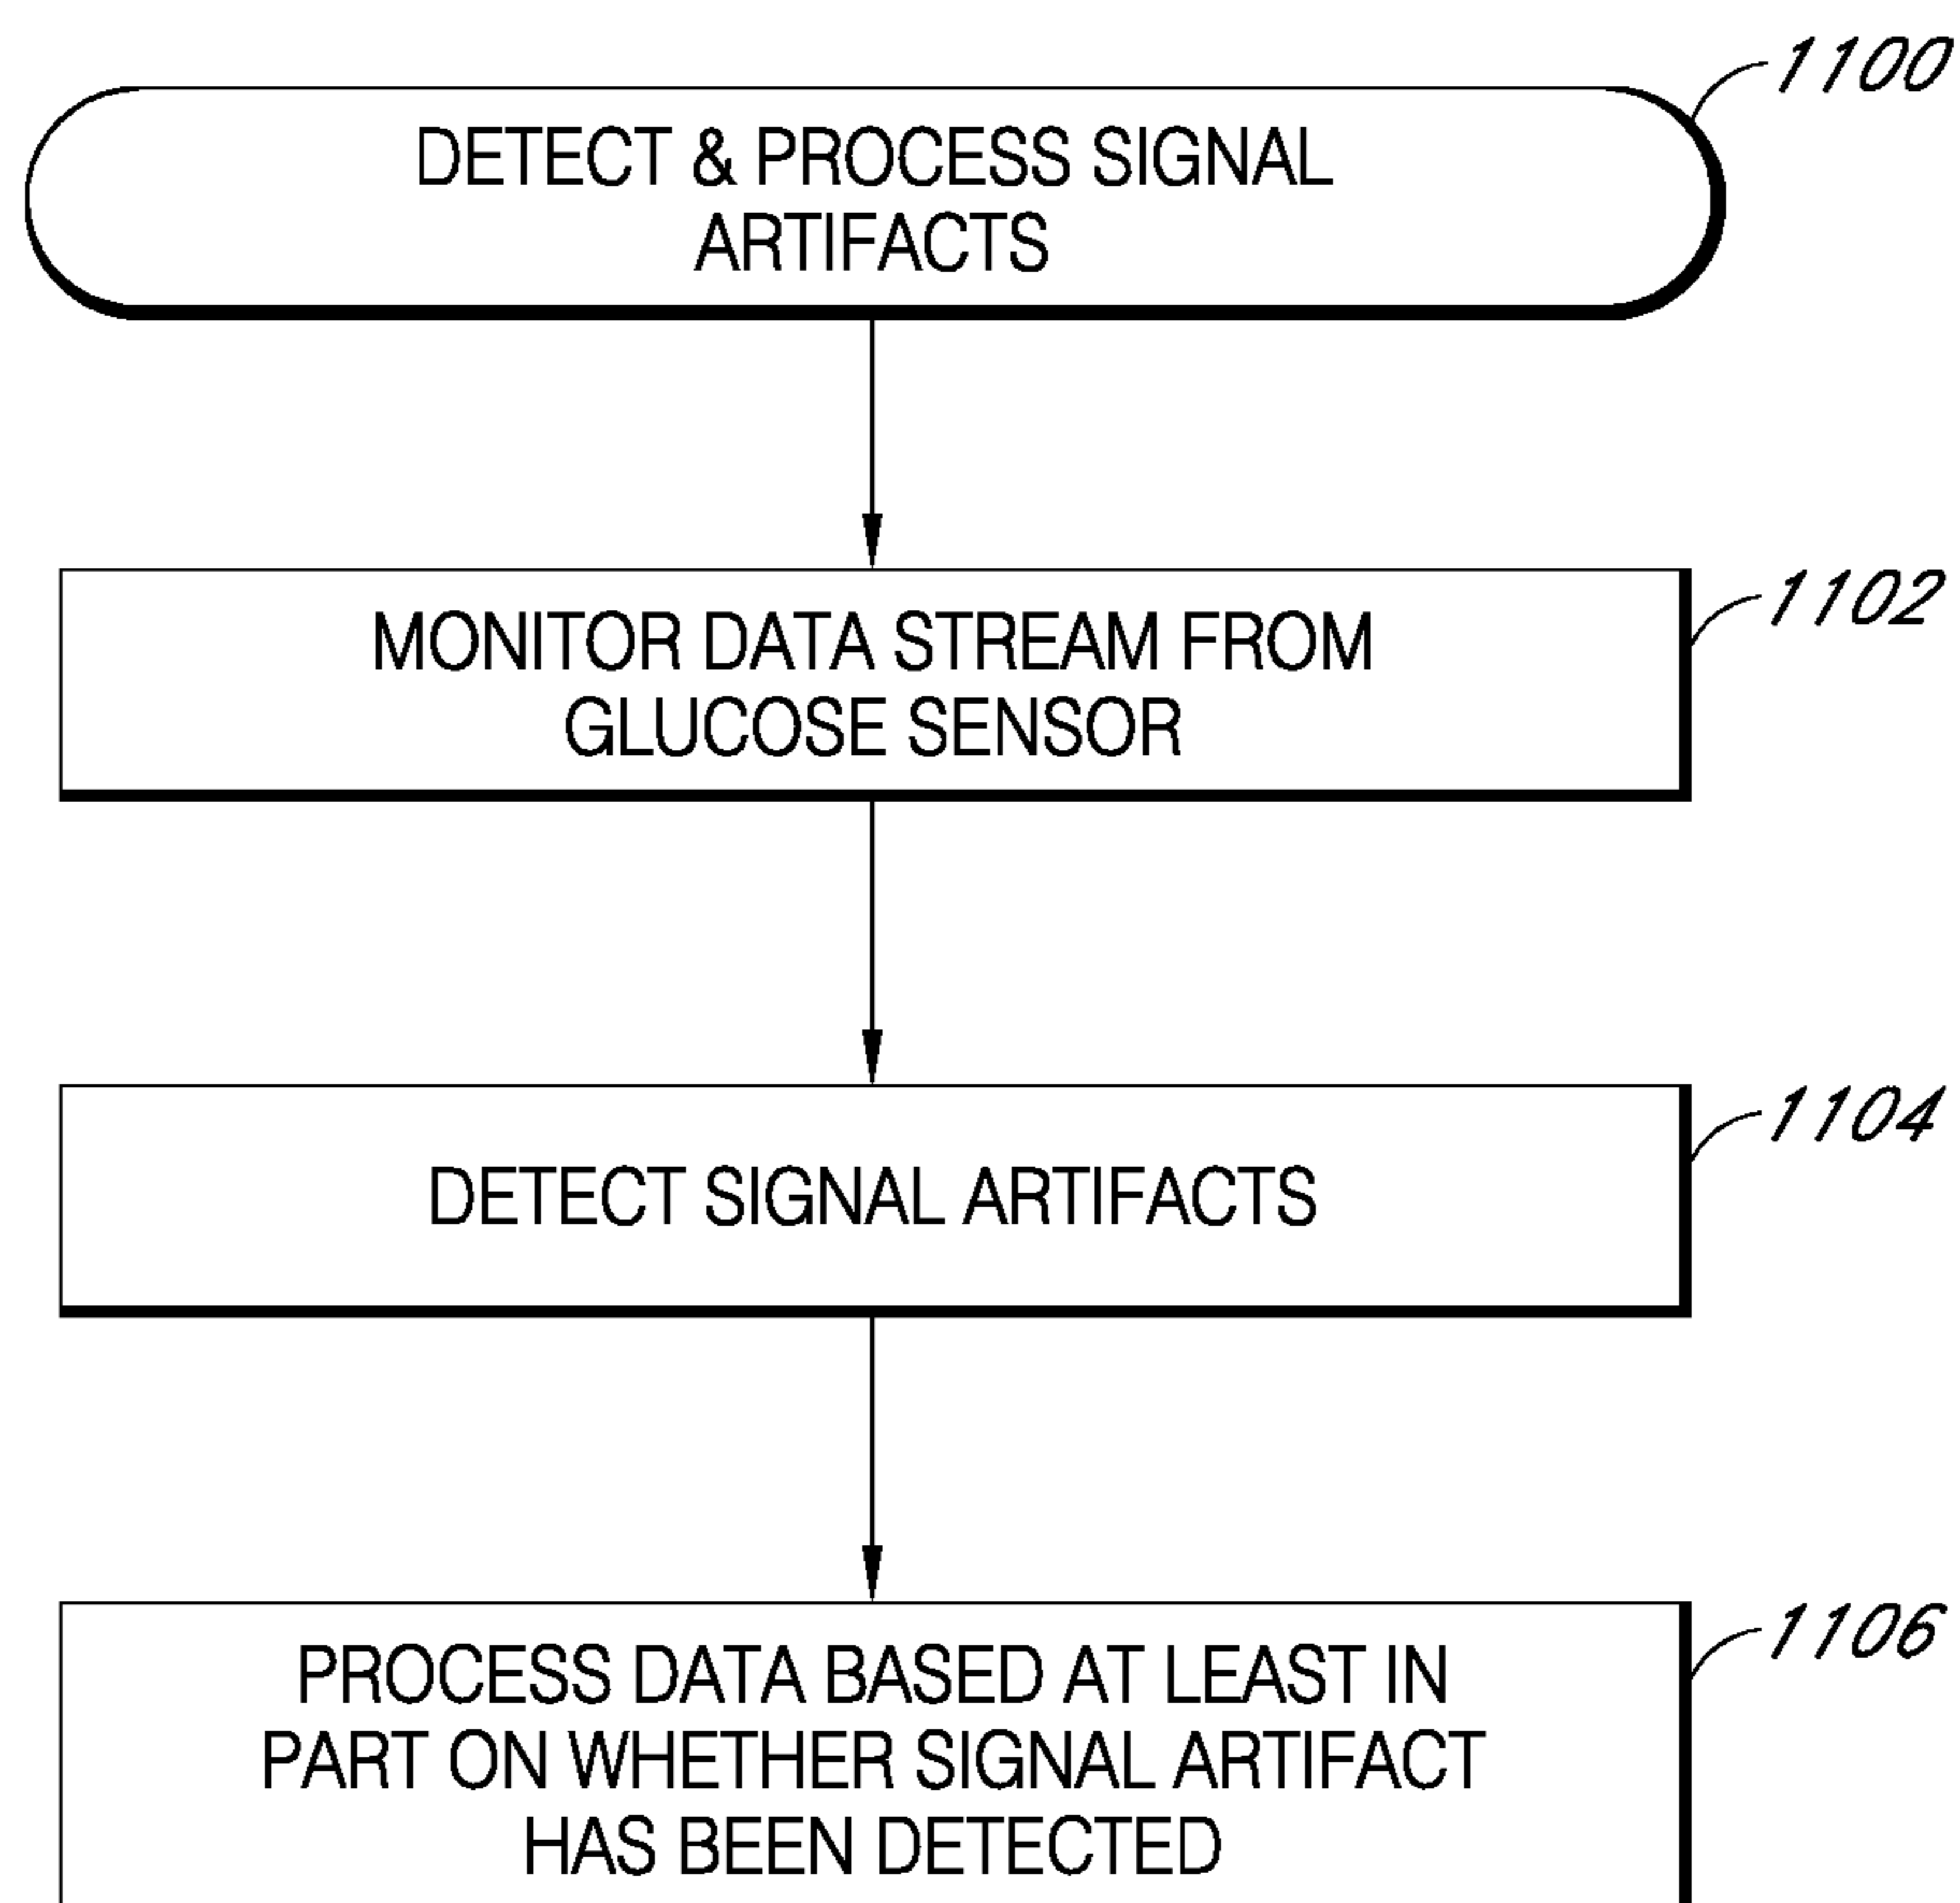 1100
DETECT & PROCESS SIGNAL
ARTIFACTS
1102
MONITOR DATA STREAM FROM
GLUCOSE SENSOR
1104
DETECT SIGNAL ARTIFACTS
1106
PROCESS DATA BASED AT LEAST IN
PART ON WHETHER SIGNAL ARTIFACT
HAS BEEN DETECTED